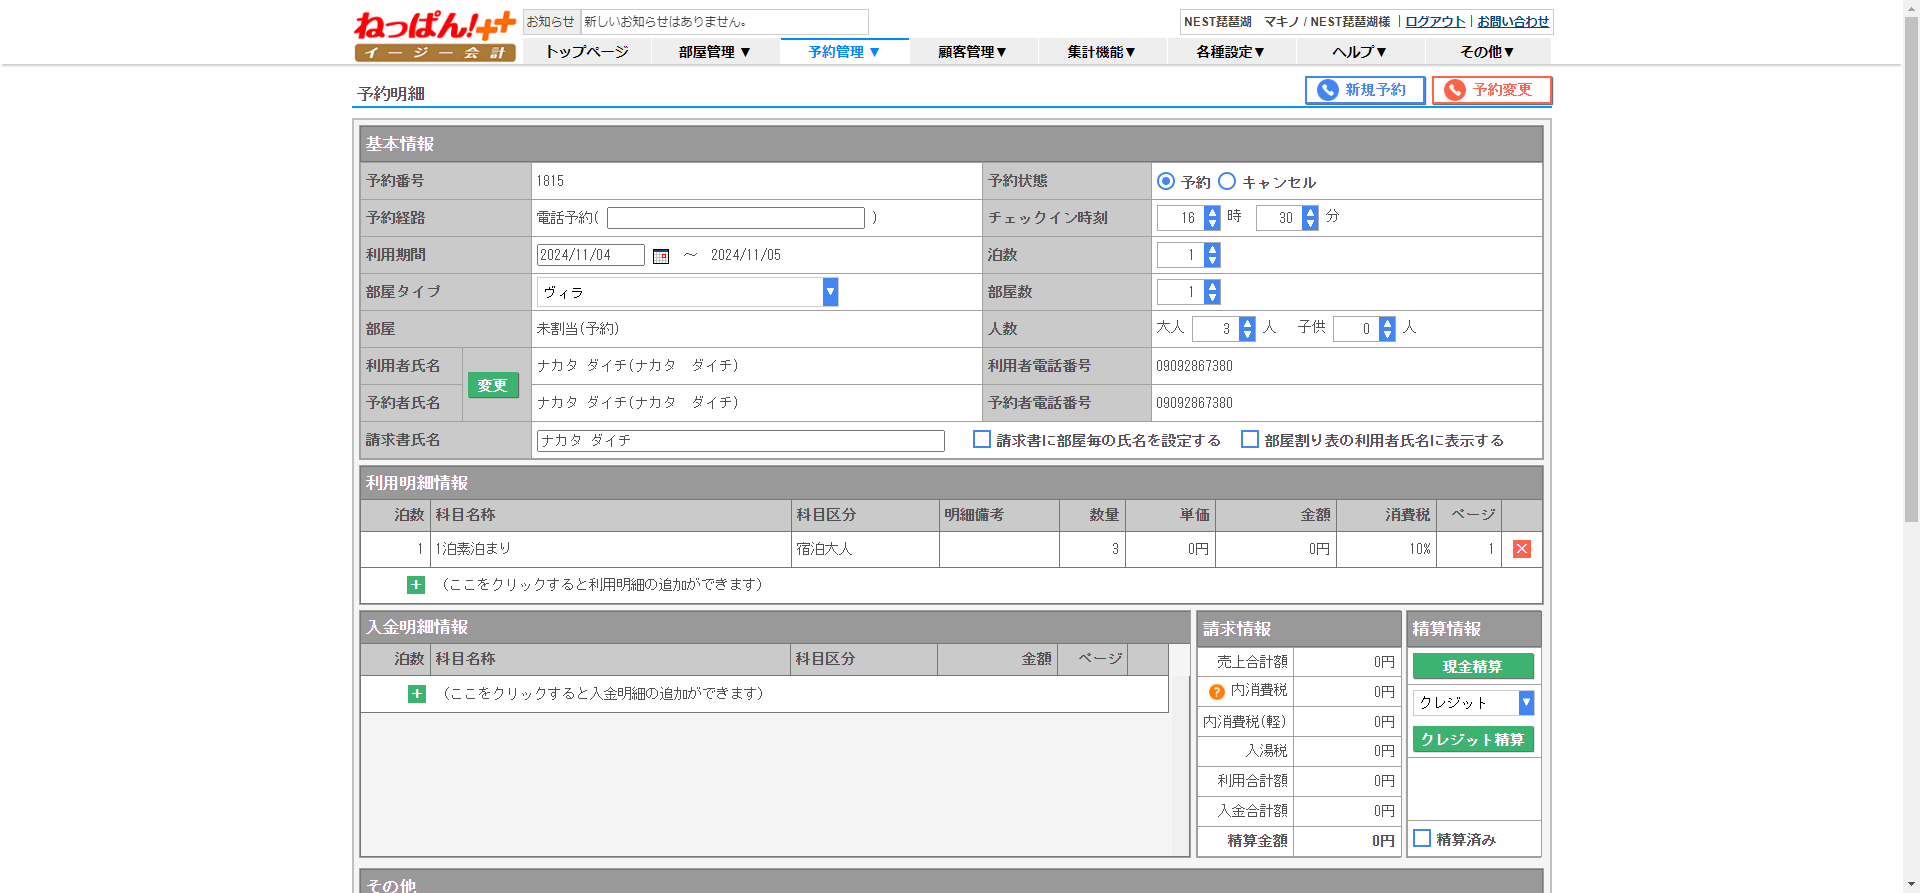 ねっぱん!++
イージー会計
お知らせ 新しいお知らせはありません。
NEST琵琶湖 マキノ / NEST琵琶湖様 | ログアウト | お問い合わせ
トップページ 部屋管理 ▼ 予約管理 ▼ 顧客管理▼ 集計機能▼ 各種設定▼ ヘルプ▼ その他▼
予約明細
新規予約 予約変更
基本情報
予約番号 1815 予約状態 予約 キャンセル
予約経路 電話予約( ) チェックイン時刻 16 時 30 分
利用期間 2024/11/04 ～ 2024/11/05 泊数 1
部屋タイプ ヴィラ 部屋数 1
部屋 未割当(予約) 人数 大人 3 人 子供 0 人
利用者氏名 ナカタ ダイチ(ナカタ ダイチ) 利用者電話番号 09092867380
変更
予約者氏名 ナカタ ダイチ(ナカタ ダイチ) 予約者電話番号 09092867380
請求書氏名 ナカタ ダイチ 請求書に部屋毎の氏名を設定する 部屋割り表の利用者氏名に表示する
利用明細情報
泊数 科目名称 科目区分 明細備考 数量 単価 金額 消費税 ページ
1 1泊素泊まり 宿泊大人 3 0円 0円 10% 1
(ここをクリックすると利用明細の追加ができます)
入金明細情報
泊数 科目名称 科目区分 金額 ページ
(ここをクリックすると入金明細の追加ができます)
請求情報
売上合計額 0円
内消費税 0円
内消費税(軽) 0円
入湯税 0円
利用合計額 0円
入金合計額 0円
精算金額 0円
精算情報
現金精算
クレジット
クレジット精算
精算済み
その他